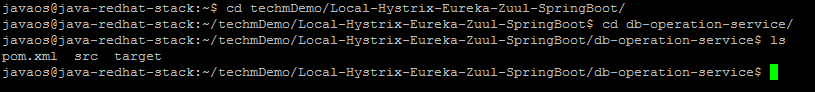 javaos@java-redhat-stack:~$ cd techmDemo/Local-Hystrix-Eureka-Zuul-SpringBoot/
javaos@java-redhat-stack:~/techmDemo/Local-Hystrix-Eureka-Zuul-SpringBoot$ cd db-operation-service/
javaos@java-redhat-stack:~/techmDemo/Local-Hystrix-Eureka-Zuul-SpringBoot/db-operation-service$ ls
pom.xml  src  target
javaos@java-redhat-stack:~/techmDemo/Local-Hystrix-Eureka-Zuul-SpringBoot/db-operation-service$